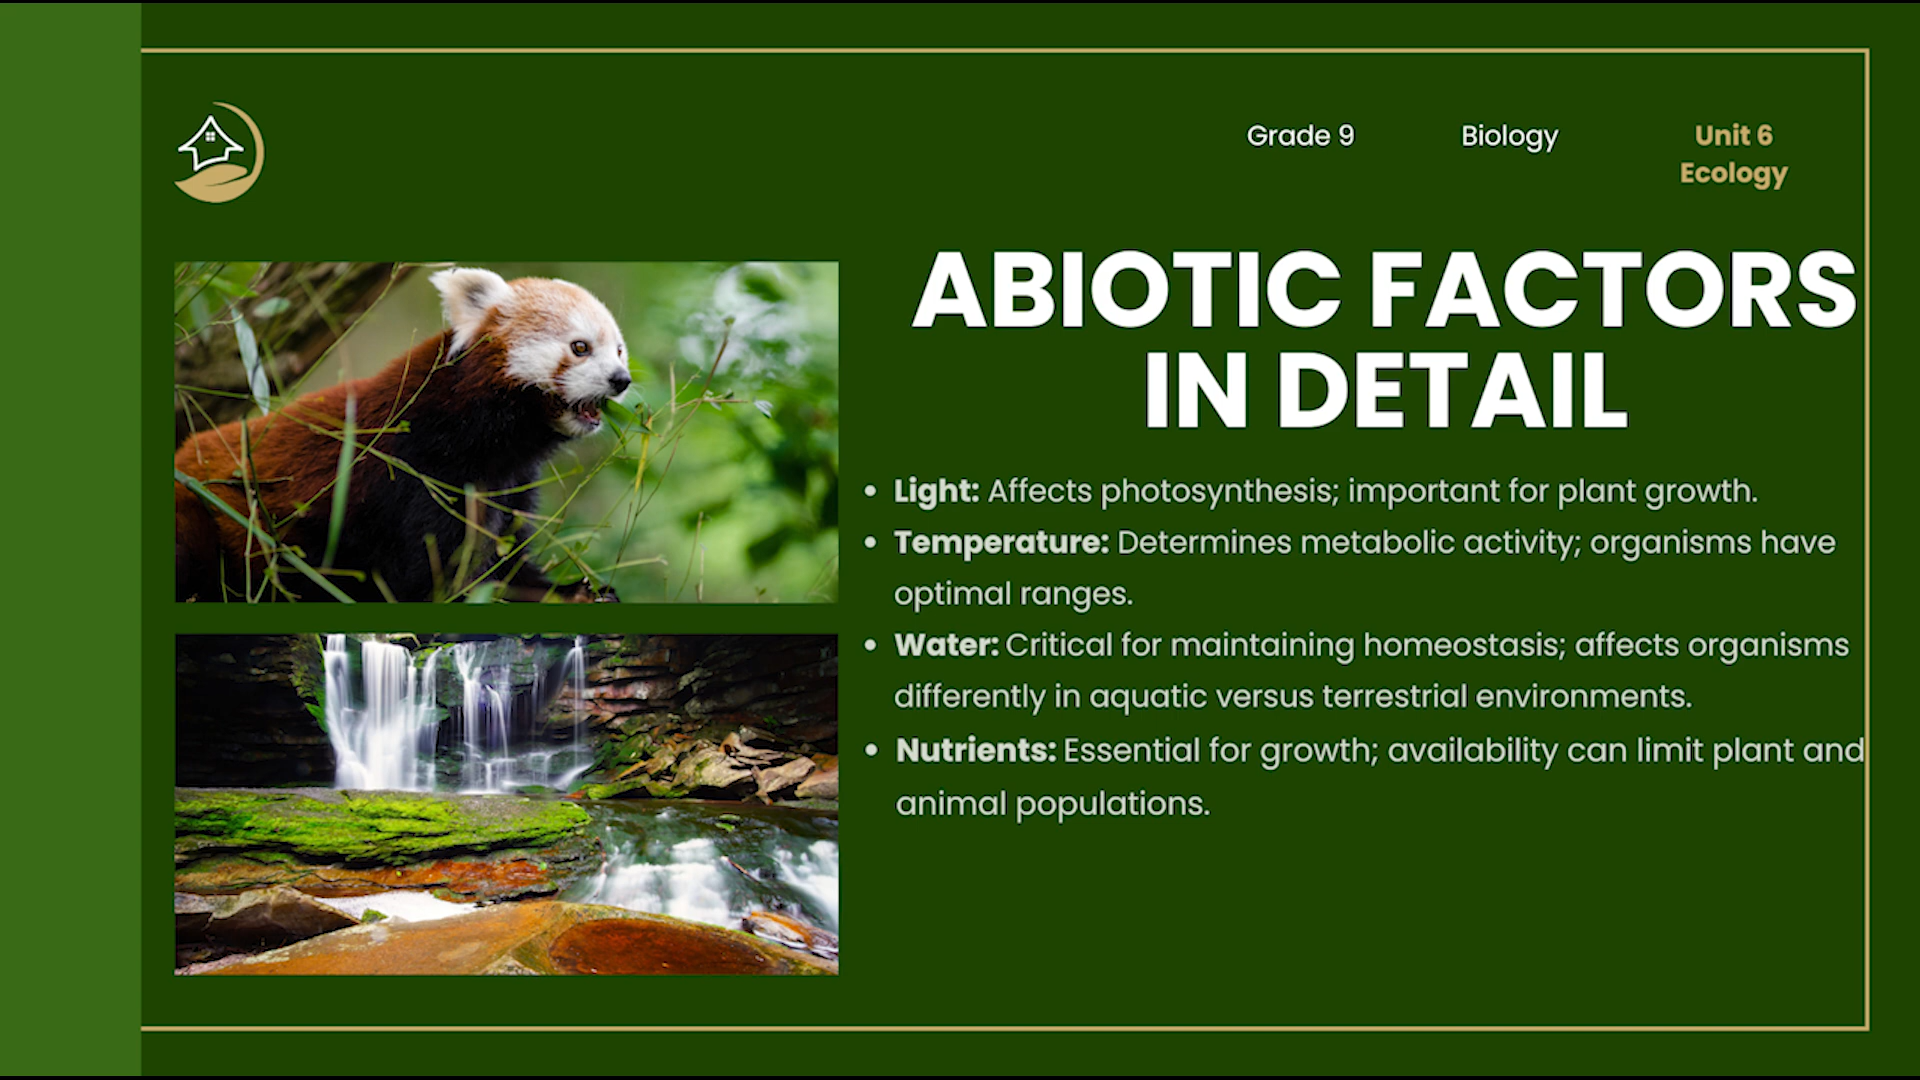 Grade 9
Biology
Unit 6
Ecology
ABIOTIC FACTORS
IN DETAIL
• Light: Affects photosynthesis; important for plant growth.
• Temperature: Determines metabolic activity; organisms have
optimal ranges.
• Water: Critical for maintaining homeostasis; affects organisms
differently in aquatic versus terrestrial environments.
• Nutrients: Essential for growth; availability can limit plant and
animal populations.